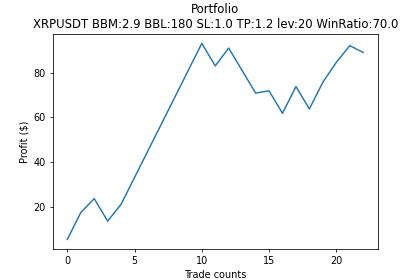 Portfolio
XRPUSDT BBM:2.9 BBL:180 SL:1.0 TP:1.2 lev:20 WinRatio:70.0
80
60
40
20
Profit ($)
0 5 10 15 20
Trade counts